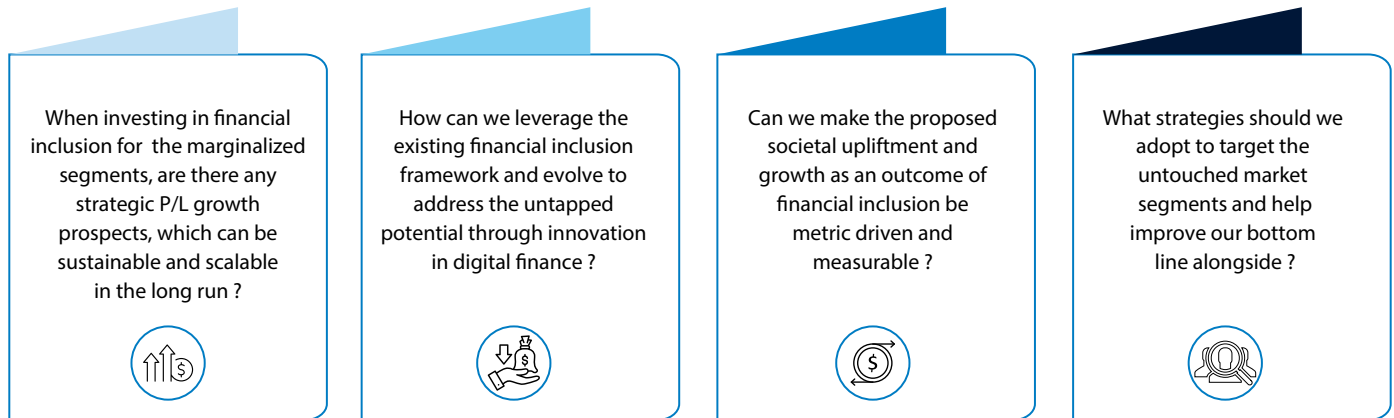 When investing in financial
inclusion for the marginalized
segments, are there any
strategic P/L growth
prospects, which can be
sustainable and scalable
in the long run ?
$
How can we leverage the
existing financial inclusion
framework and evolve to
address the untapped
potential through innovation
in digital finance ?
$
Can we make the proposed
societal upliftment and
growth as an outcome of
financial inclusion be
metric driven and
measurable ?
$
What strategies should we
adopt to target the
untouched market
segments and help
improve our bottom
line alongside ?